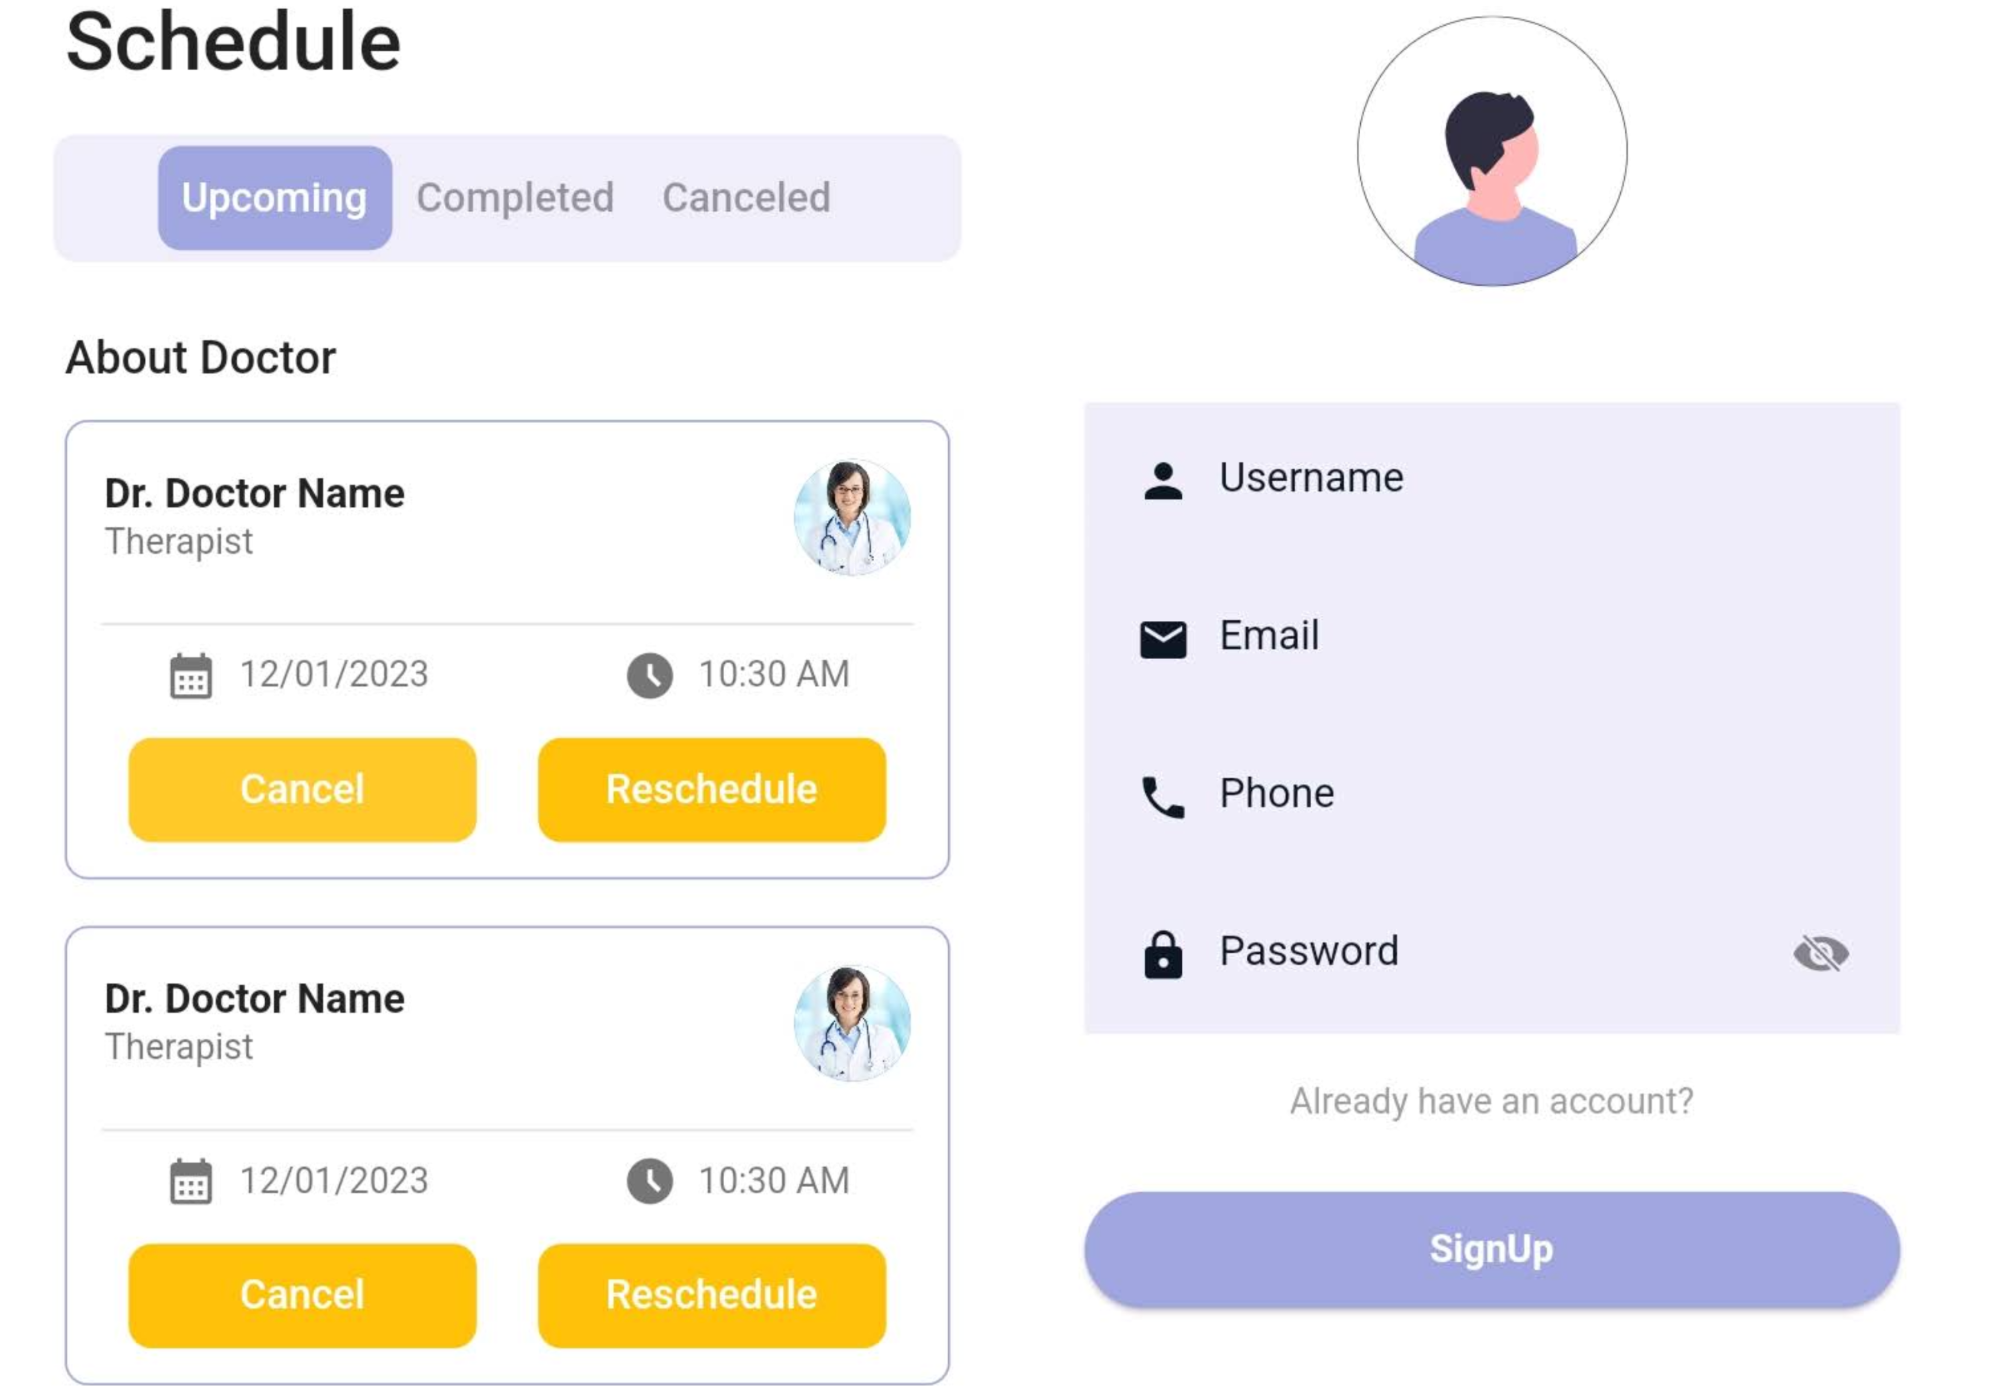 Schedule
Upcoming Completed Canceled
About Doctor
Dr. Doctor Name
Therapist
12/01/2023 10:30 AM
Cancel Reschedule
Dr. Doctor Name
Therapist
12/01/2023 10:30 AM
Cancel Reschedule
Username
Email
Phone
Password
Already have an account?
SignUp